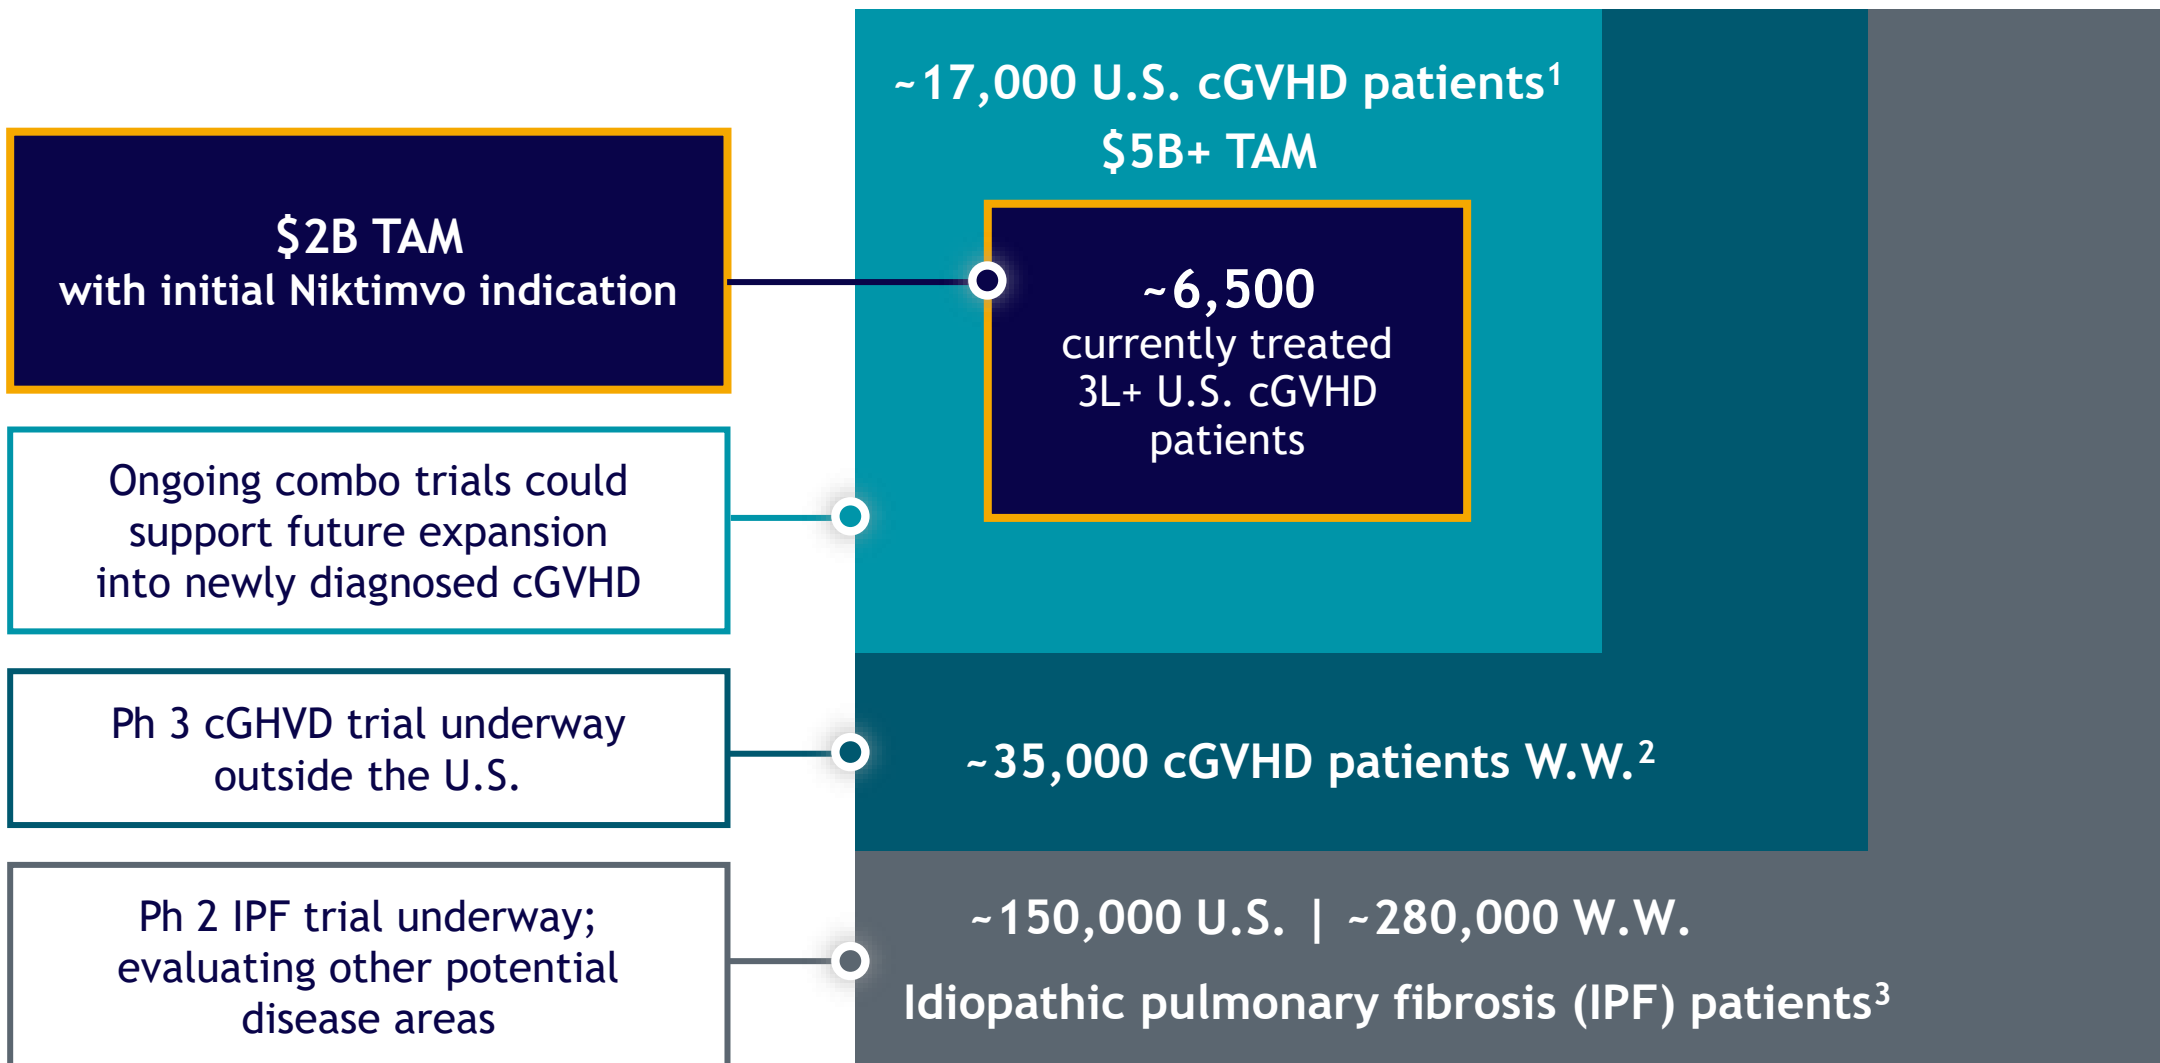 ~17,000 U.S. cGVHD patients¹
$5B+ TAM
$2B TAM
with initial Niktimvo indication
~6,500
currently treated
3L+ U.S. cGVHD
patients
Ongoing combo trials could
support future expansion
into newly diagnosed cGVHD
Ph 3 cGHVD trial underway
outside the U.S.
~35,000 cGVHD patients W.W.²
Ph 2 IPF trial underway;
evaluating other potential
disease areas
~150,000 U.S. | ~280,000 W.W.
Idiopathic pulmonary fibrosis (IPF) patients³